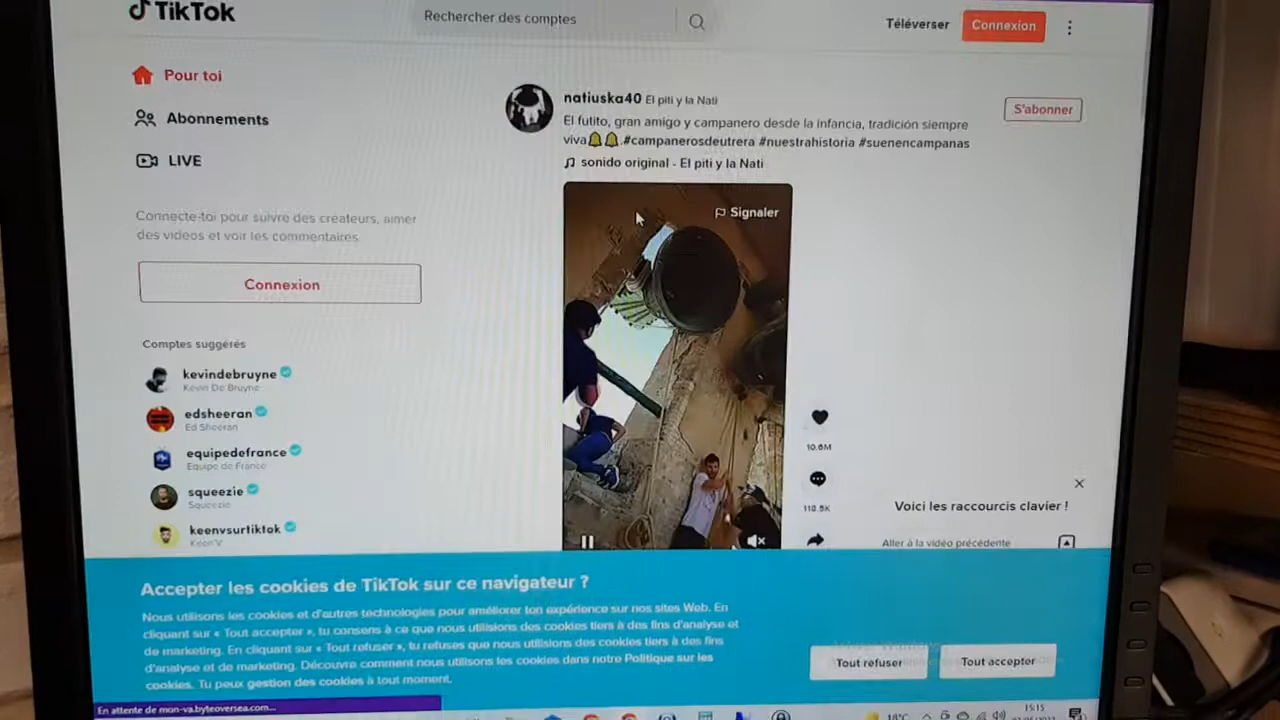 TikTok
Rechercher des comptes
Téléverser
Connexion
Pour toi
Abonnements
LIVE
Connecte-toi pour suivre des créateurs, aimer
des vidéos et voir les commentaires.
Connexion
Comptes suggérés
kevindebruyne
Kevin De Bruyne
edsheeran
Ed Sheeran
equipedefrance
Equipe de France
squeezie
Squeezie
keenvsurtiktok
Keen'V
natiuska40 El piti y la Nati
S'abonner
El futito, gran amigo y campanero desde la infancia, tradición siempre
viva🔔🔔.#campanerosdeutrera #nuestrahistoria #suenencampanas
sonido original - El piti y la Nati
Signaler
10.6M
110.5K
Voici les raccourcis clavier !
Aller à la vidéo précédente
Accepter les cookies de TikTok sur ce navigateur ?
Nous utilisons les cookies et d'autres technologies pour améliorer ton expérience sur nos sites Web. En
cliquant sur « Tout accepter », tu consens à ce que nous utilisions des cookies tiers à des fins d'analyse et
de marketing. En cliquant sur « Tout refuser », tu refuses que nous utilisions des cookies tiers à des fins
d'analyse et de marketing. Découvre comment nous utilisons les cookies dans notre Politique sur les
cookies. Tu peux gestion des cookies à tout moment.
Tout refuser
Tout accepter
En attente de mon-va.byteoversea.com...
18°C
15:15